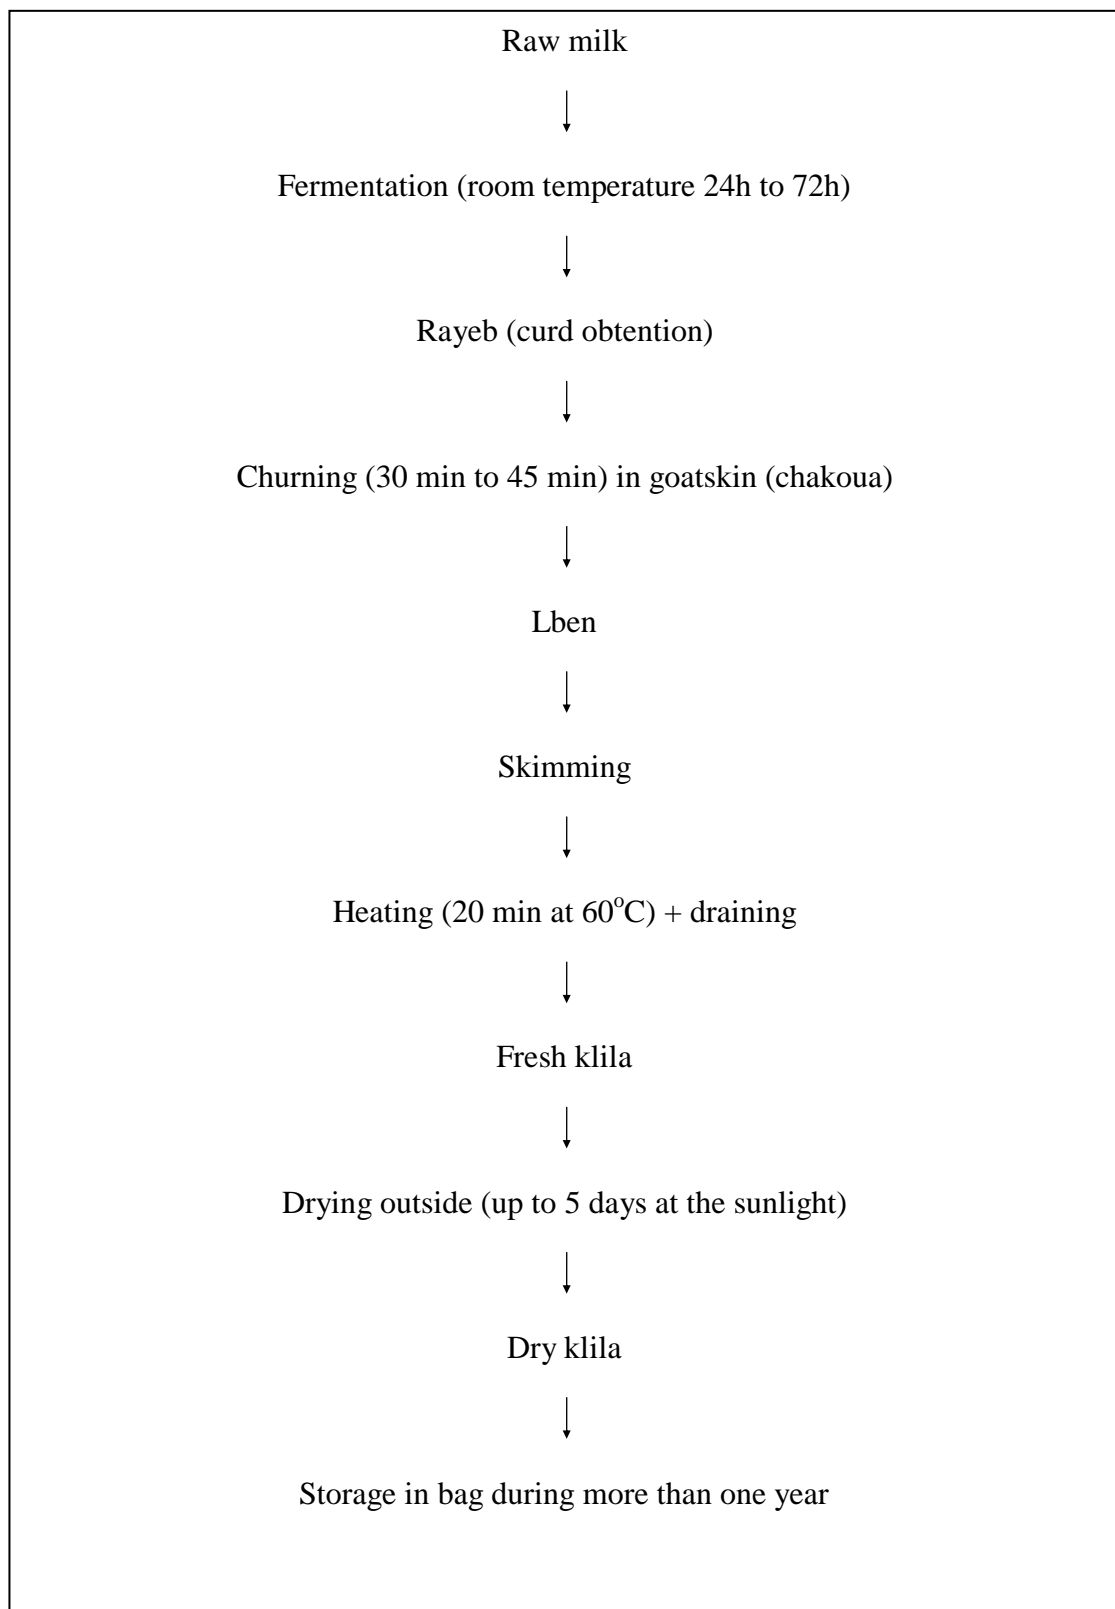 Raw milk
Fermentation (room temperature 24h to 72h)
Rayeb (curd obtention)
Churning (30 min to 45 min) in goatskin (chakoua)
Lben
Skimming
Heating (20 min at 60°C) + draining
Fresh klila
Drying outside (up to 5 days at the sunlight)
Dry klila
Storage in bag during more than one year